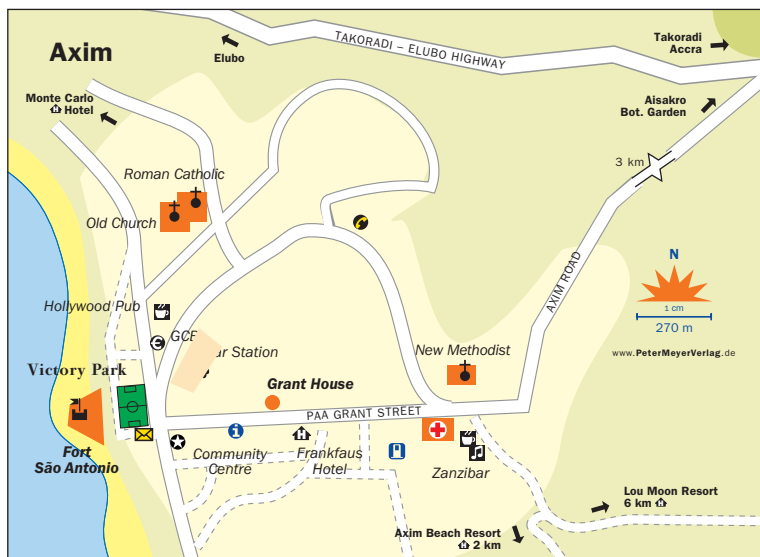 Axim
Elubo
TAKORADI – ELUBO HIGHWAY
Takoradi
Accra
Monte Carlo
H Hotel
Aisakro
Bot. Garden
3 km
Roman Catholic
Old Church
AXIM ROAD
N
1 cm
270 m
www.PETERMEYERVERLAG.de
Hollywood Pub
€
GCB
Station
New Methodist
Victory Park
Grant House
PAA GRANT STREET
Fort
São Antonio
i
H
Community
Centre
Frankfaus
Hotel
Zanzibar
Lou Moon Resort
6 km H
Axim Beach Resort
H 2 km